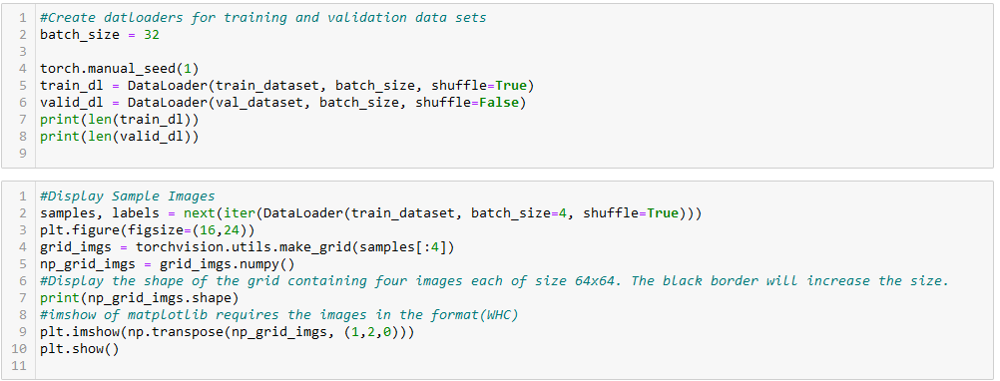 1 #Create datloaders for training and validation data sets
2 batch_size = 32
3
4 torch.manual_seed(1)
5 train_dl = DataLoader(train_dataset, batch_size, shuffle=True)
6 valid_dl = DataLoader(val_dataset, batch_size, shuffle=False)
7 print(len(train_dl))
8 print(len(valid_dl))
9
1 #Display Sample Images
2 samples, labels = next(iter(DataLoader(train_dataset, batch_size=4, shuffle=True)))
3 plt.figure(figsize=(16,24))
4 grid_imgs = torchvision.utils.make_grid(samples[:4])
5 np_grid_imgs = grid_imgs.numpy()
6 #Display the shape of the grid containing four images each of size 64x64. The black border will increase the size.
7 print(np_grid_imgs.shape)
8 #imshow of matplotlib requires the images in the format(WHC)
9 plt.imshow(np.transpose(np_grid_imgs, (1,2,0)))
10 plt.show()
11